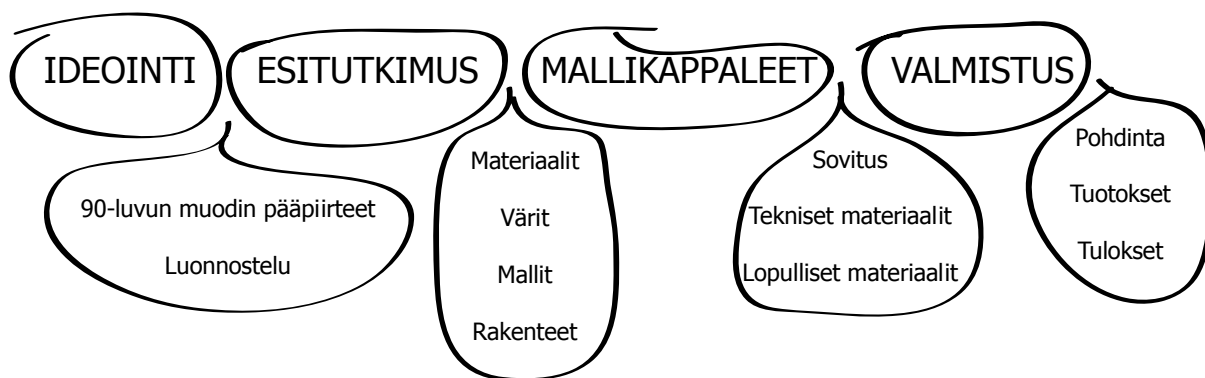 IDEOINTI
ESITUTKIMUS
MALLIKAPPALEET
VALMISTUS
90-luvun muodin pääpiirteet
Luonnostelu
Materiaalit
Värit
Mallit
Rakenteet
Sovitus
Tekniset materiaalit
Lopulliset materiaalit
Pohdinta
Tuotokset
Tulokset